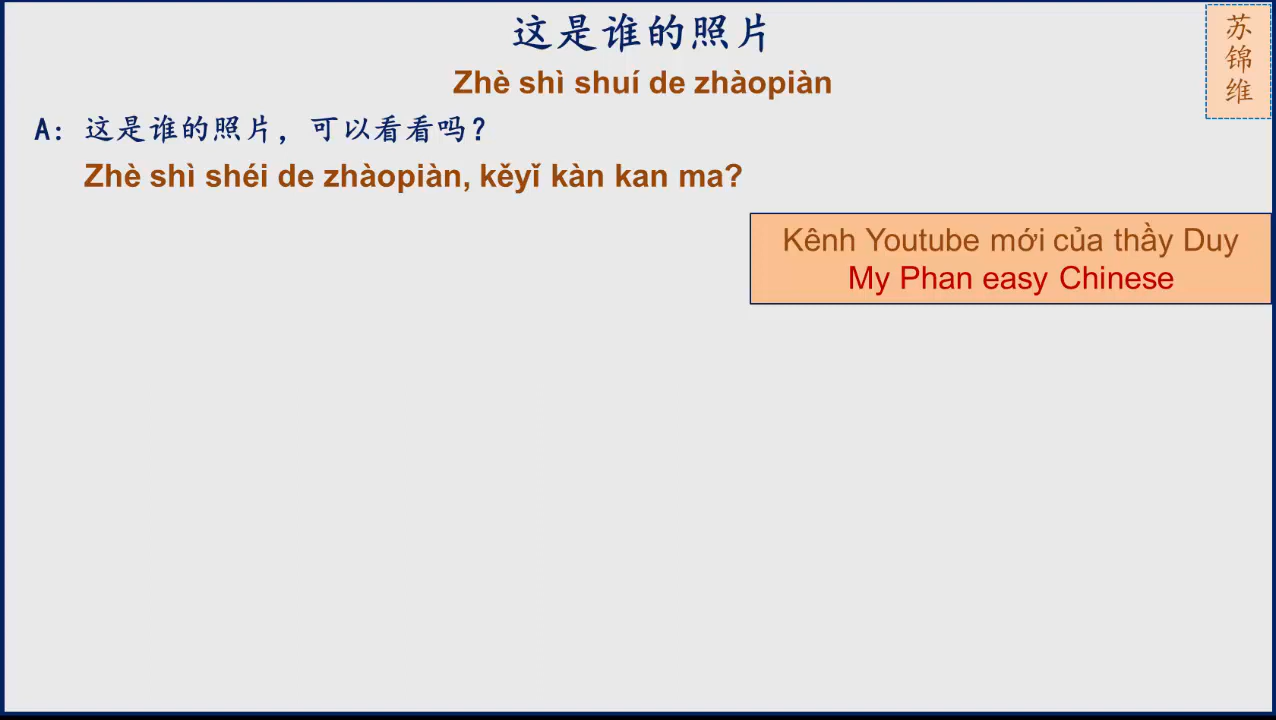 这是谁的照片
Zhè shì shuí de zhàopiàn
苏
锦
维
A: 这是谁的照片，可以看看吗？
Zhè shì shéi de zhàopiàn, kěyǐ kàn kan ma?
Kênh Youtube mới của thầy Duy
My Phan easy Chinese